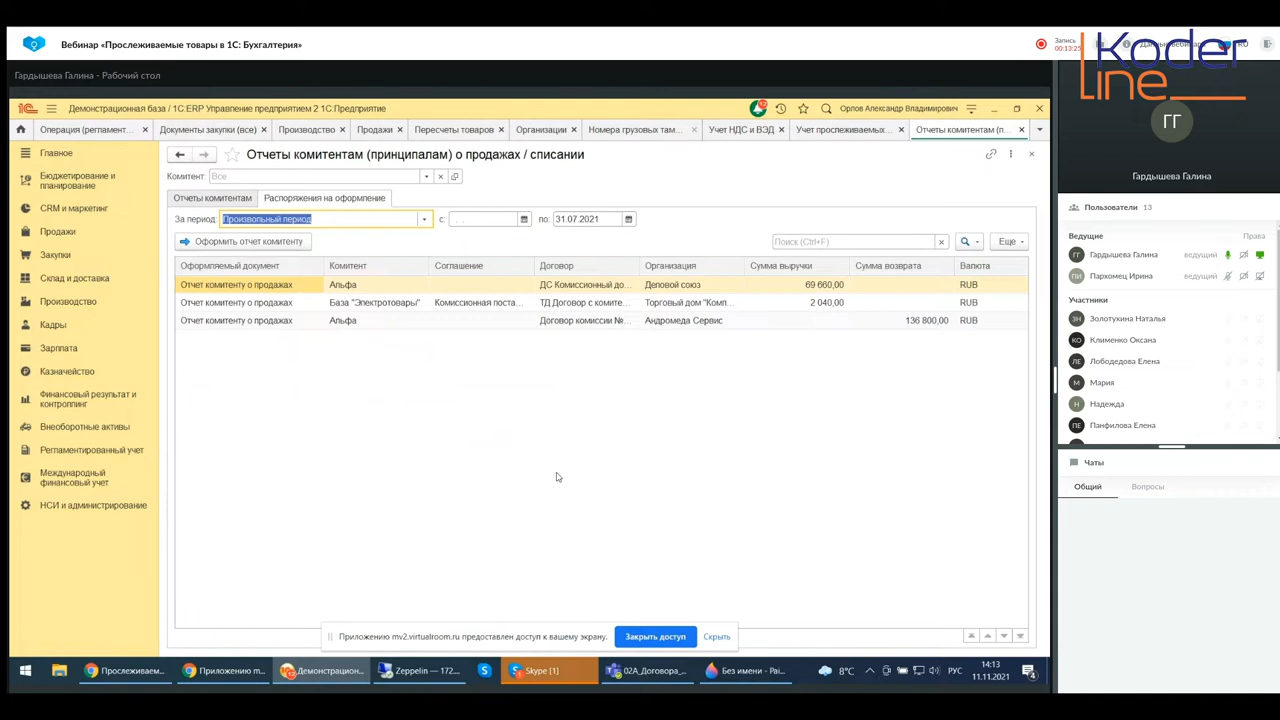 Вебинар «Прослеживаемые товары в 1С: Бухгалтерия»
Запись
00:13:25
RU
Koder
line
Гардышева Галина - Рабочий стол
Демонстрационная база / 1С:ERP Управление предприятием 2 1С:Предприятие
Орлов Александр Владимирович
Операция (регламент...
Документы закупки (все)
Производство
Продажи
Пересчеты товаров
Организации
Номера грузовых там...
Учет НДС и ВЭД
Учет прослеживаемых...
Отчеты комитентам (п...
Главное
Бюджетирование и
планирование
CRM и маркетинг
Продажи
Закупки
Склад и доставка
Производство
Кадры
Зарплата
Казначейство
Финансовый результат и
контроллинг
Внеоборотные активы
Регламентированный учет
Международный
финансовый учет
НСИ и администрирование
Отчеты комитентам (принципалам) о продажах / списании
Комитент: Все
Отчеты комитентам Распоряжения на оформление
За период: Произвольный период с: . . по: 31.07.2021
Оформить отчет комитенту Поиск (Ctrl+F) Еще
Оформляемый документ Комитент Соглашение Договор Организация Сумма выручки Сумма возврата Валюта
Отчет комитенту о продажах Альфа ДС Комиссионный до... Деловой союз 69 660,00 RUB
Отчет комитенту о продажах База "Электротовары" Комиссионная поста... ТД Договор с комите... Торговый дом "Комп... 2 040,00 RUB
Отчет комитенту о продажах Альфа Договор комиссии №... Андромеда Сервис 136 800,00 RUB
Приложению mv2.virtualroom.ru предоставлен доступ к вашему экрану. Закрыть доступ Скрыть
ГГ
Гардышева Галина
Пользователи 13
Ведущие Права
ГГ Гардышева Галина ведущий
ПИ Пархомец Ирина ведущий
Участники
ЗН Золотухина Наталья
КО Клименко Оксана
ЛЕ Лободедова Елена
М Мария
Н Надежда
ПЕ Панфилова Елена
Чаты
Общий Вопросы
Прослеживаем...
Приложению m...
Демонстрацион...
Zeppelin — 172....
Skype [1]
02А_Договора_...
Без имени - Pai...
8°C
РУС
14:13
11.11.2021
4